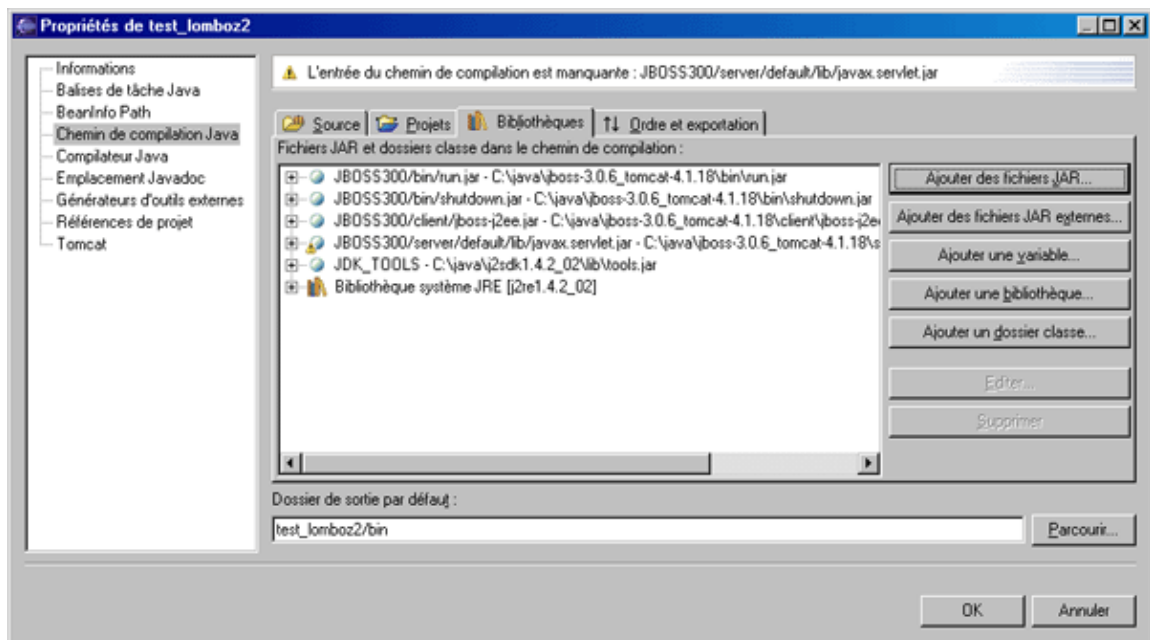 Propriétés de test_lomboz2
Informations
Balises de tâche Java
BeanInfo Path
Chemin de compilation Java
Compilateur Java
Emplacement Javadoc
Générateurs d'outils externes
Références de projet
Tomcat
L'entrée du chemin de compilation est manquante : JBOSS300/server/default/lib/javax.servlet.jar
Source Projets Bibliothèques Ordre et exportation
Fichiers JAR et dossiers classe dans le chemin de compilation :
JBOSS300/bin/run.jar - C:\java\jboss-3.0.6_tomcat-4.1.18\bin\run.jar
JBOSS300/bin/shutdown.jar - C:\java\jboss-3.0.6_tomcat-4.1.18\bin\shutdown.jar
JBOSS300/client/jboss-j2ee.jar - C:\java\jboss-3.0.6_tomcat-4.1.18\client\jboss-j2ee
JBOSS300/server/default/lib/javax.servlet.jar - C:\java\jboss-3.0.6_tomcat-4.1.18\s
JDK_TOOLS - C:\java\j2sdk1.4.2_02\lib\tools.jar
Bibliothèque système JRE [j2re1.4.2_02]
Ajouter des fichiers JAR...
Ajouter des fichiers JAR externes...
Ajouter une variable...
Ajouter une bibliothèque...
Ajouter un dossier classe...
Editer...
Supprimer
Dossier de sortie par défaut :
test_lomboz2/bin
Parcourir...
OK
Annuler